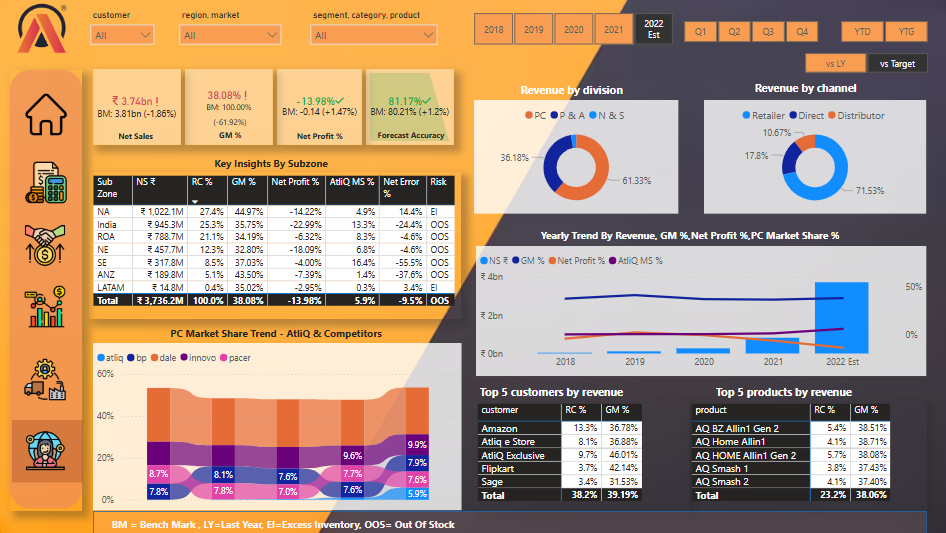 customer
region, market
segment, category, product
All
All
All
2018
2019
2020
2021
2022 Est
Q1
Q2
Q3
Q4
YTD
YTG
vs LY
vs Target
₹ 3.74bn !
BM: 3.81bn (-1.86%)
Net Sales
38.08% !
BM: 100.00%
(-61.92%)
GM %
-13.98%✓
BM: -0.14 (+1.47%)
Net Profit %
81.17%✓
BM: 80.21% (+1.2%)
Forecast Accuracy
Key Insights By Subzone
Sub Zone NS ₹ RC % GM % Net Profit % AtliQ MS % Net Error % Risk
NA ₹ 1,022.1M 27.4% 44.97% -14.22% 4.9% 14.4% EI
India ₹ 945.3M 25.3% 35.75% -22.99% 13.3% -24.4% OOS
ROA ₹ 788.7M 21.1% 34.19% -6.32% 8.3% -4.6% OOS
NE ₹ 457.7M 12.3% 32.80% -18.09% 6.8% -4.6% OOS
SE ₹ 317.8M 8.5% 37.03% -4.00% 16.4% -55.5% OOS
ANZ ₹ 189.8M 5.1% 43.50% -7.39% 1.4% -37.6% OOS
LATAM ₹ 14.8M 0.4% 35.02% -2.95% 0.3% 3.4% EI
Total ₹ 3,736.2M 100.0% 38.08% -13.98% 5.9% -9.5% OOS
PC Market Share Trend - AtliQ & Competitors
atliq bp dale innovo pacer
60%
40%
20%
0%
8.7%
7.8%
8.1%
7.8%
7.6%
7.0%
9.6%
7.7%
7.6%
9.9%
7.9%
7.6%
5.9%
Revenue by division
PC P & A N & S
36.18%
61.33%
Revenue by channel
Retailer Direct Distributor
10.67%
17.8%
71.53%
Yearly Trend By Revenue, GM %,Net Profit %,PC Market Share %
NS ₹ GM % Net Profit % AtliQ MS %
₹ 4bn
₹ 2bn
₹ 0bn
50%
0%
2018
2019
2020
2021
2022 Est
Top 5 customers by revenue
customer RC % GM %
Amazon 13.3% 36.78%
Atliq e Store 8.1% 36.88%
AtliQ Exclusive 9.7% 46.01%
Flipkart 3.7% 42.14%
Sage 3.4% 31.53%
Total 38.2% 39.19%
Top 5 products by revenue
product RC % GM %
AQ BZ Allin1 Gen 2 5.4% 38.51%
AQ Home Allin1 4.1% 38.71%
AQ HOME Allin1 Gen 2 5.7% 38.08%
AQ Smash 1 3.8% 37.43%
AQ Smash 2 4.1% 37.40%
Total 23.2% 38.06%
BM = Bench Mark , LY=Last Year, EI=Excess Inventory, OOS= Out Of Stock